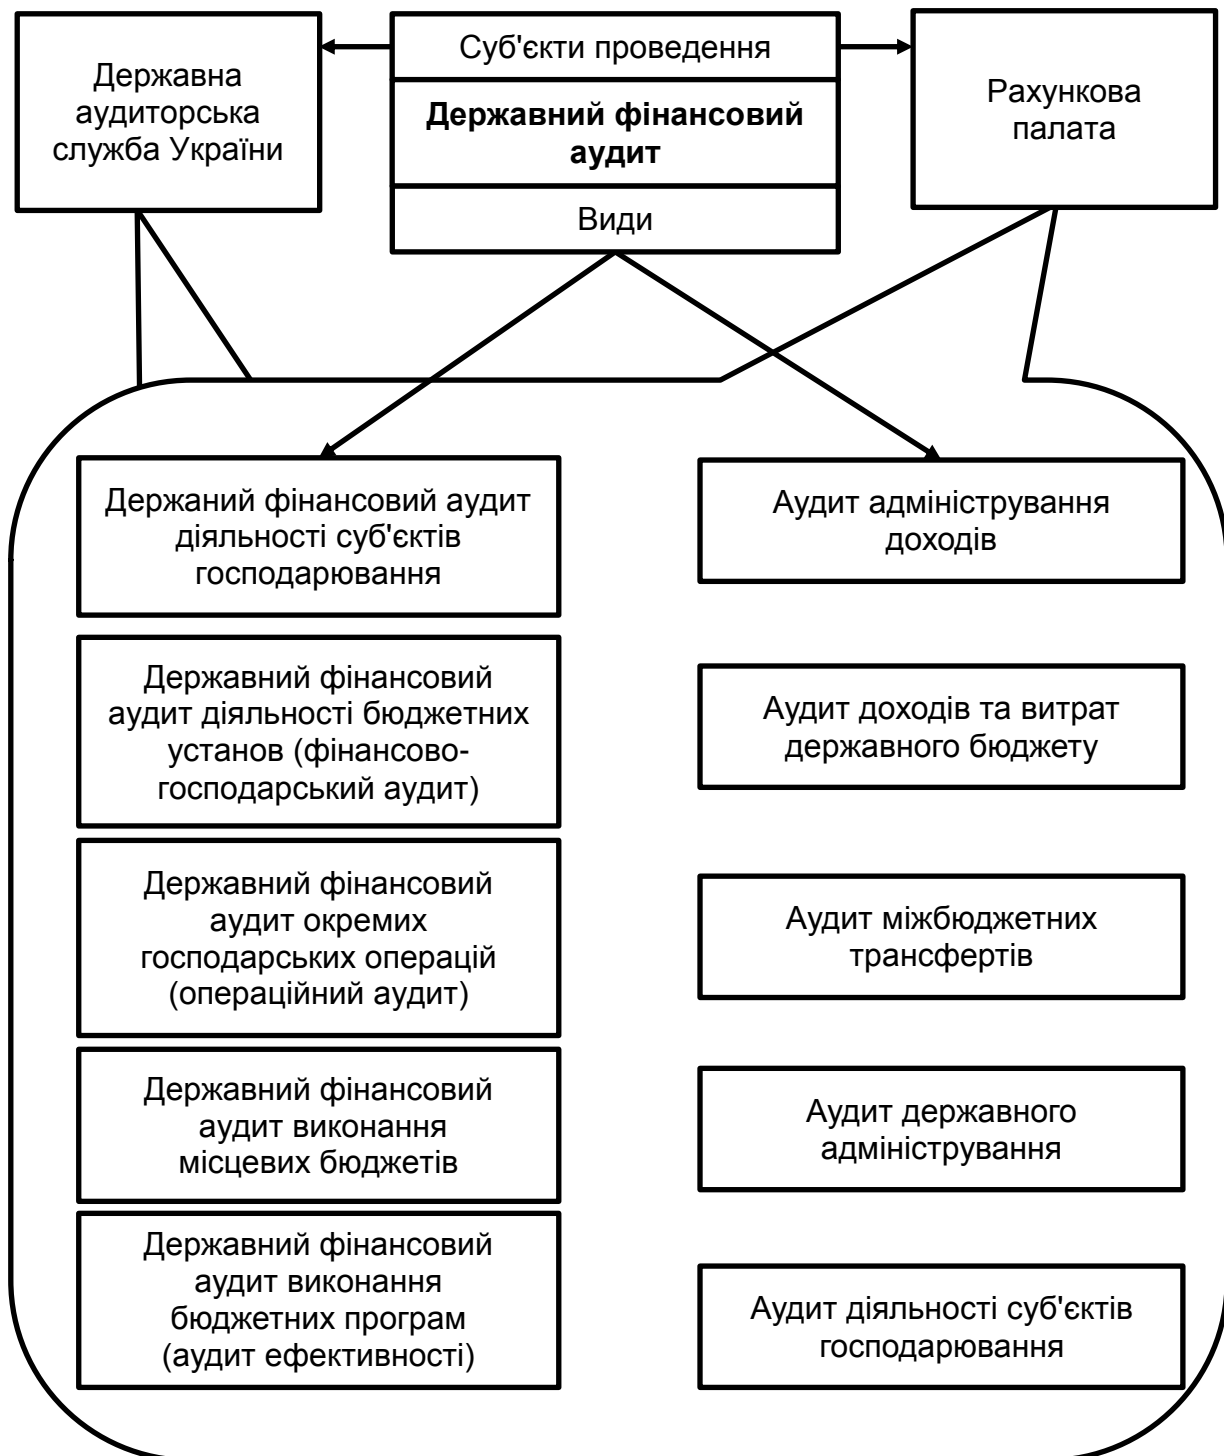 Державна
аудиторська
служба України
Суб'єкти проведення
Державний фінансовий
аудит
Види
Рахункова
палата
Держаний фінансовий аудит
діяльності суб'єктів
господарювання
Державний фінансовий
аудит діяльності бюджетних
установ (фінансово-
господарський аудит)
Державний фінансовий
аудит окремих
господарських операцій
(операційний аудит)
Державний фінансовий
аудит виконання
місцевих бюджетів
Державний фінансовий
аудит виконання
бюджетних програм
(аудит ефективності)
Аудит адміністрування
доходів
Аудит доходів та витрат
державного бюджету
Аудит міжбюджетних
трансфертів
Аудит державного
адміністрування
Аудит діяльності суб'єктів
господарювання